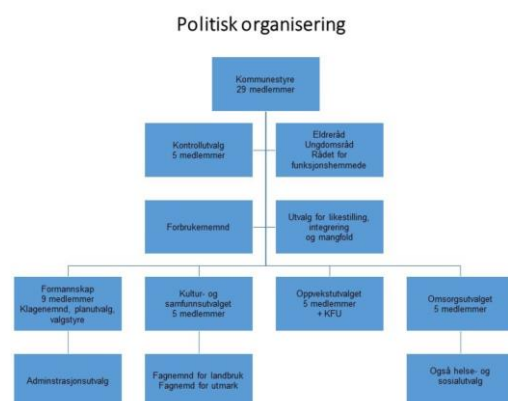 Politisk organisering
Kommunestyre
29 medlemmer
Kontrollutvalg
5 medlemmer
Eldreråd
Ungdomsråd
Rådet for
funksjonshemmede
Forbrukernemnd
Utvalg for likestilling,
integrering
og mangfold
Formannskap
9 medlemmer
Klagenemnd, planutvalg,
valgstyre
Kultur- og
samfunnsutvalget
5 medlemmer
Oppvekstutvalget
5 medlemmer
+ KFU
Omsorgsutvalget
5 medlemmer
Adminstrasjonsutvalg
Fagnemnd for landbruk
Fagnemd for utmark
Også helse- og
sosialutvalg